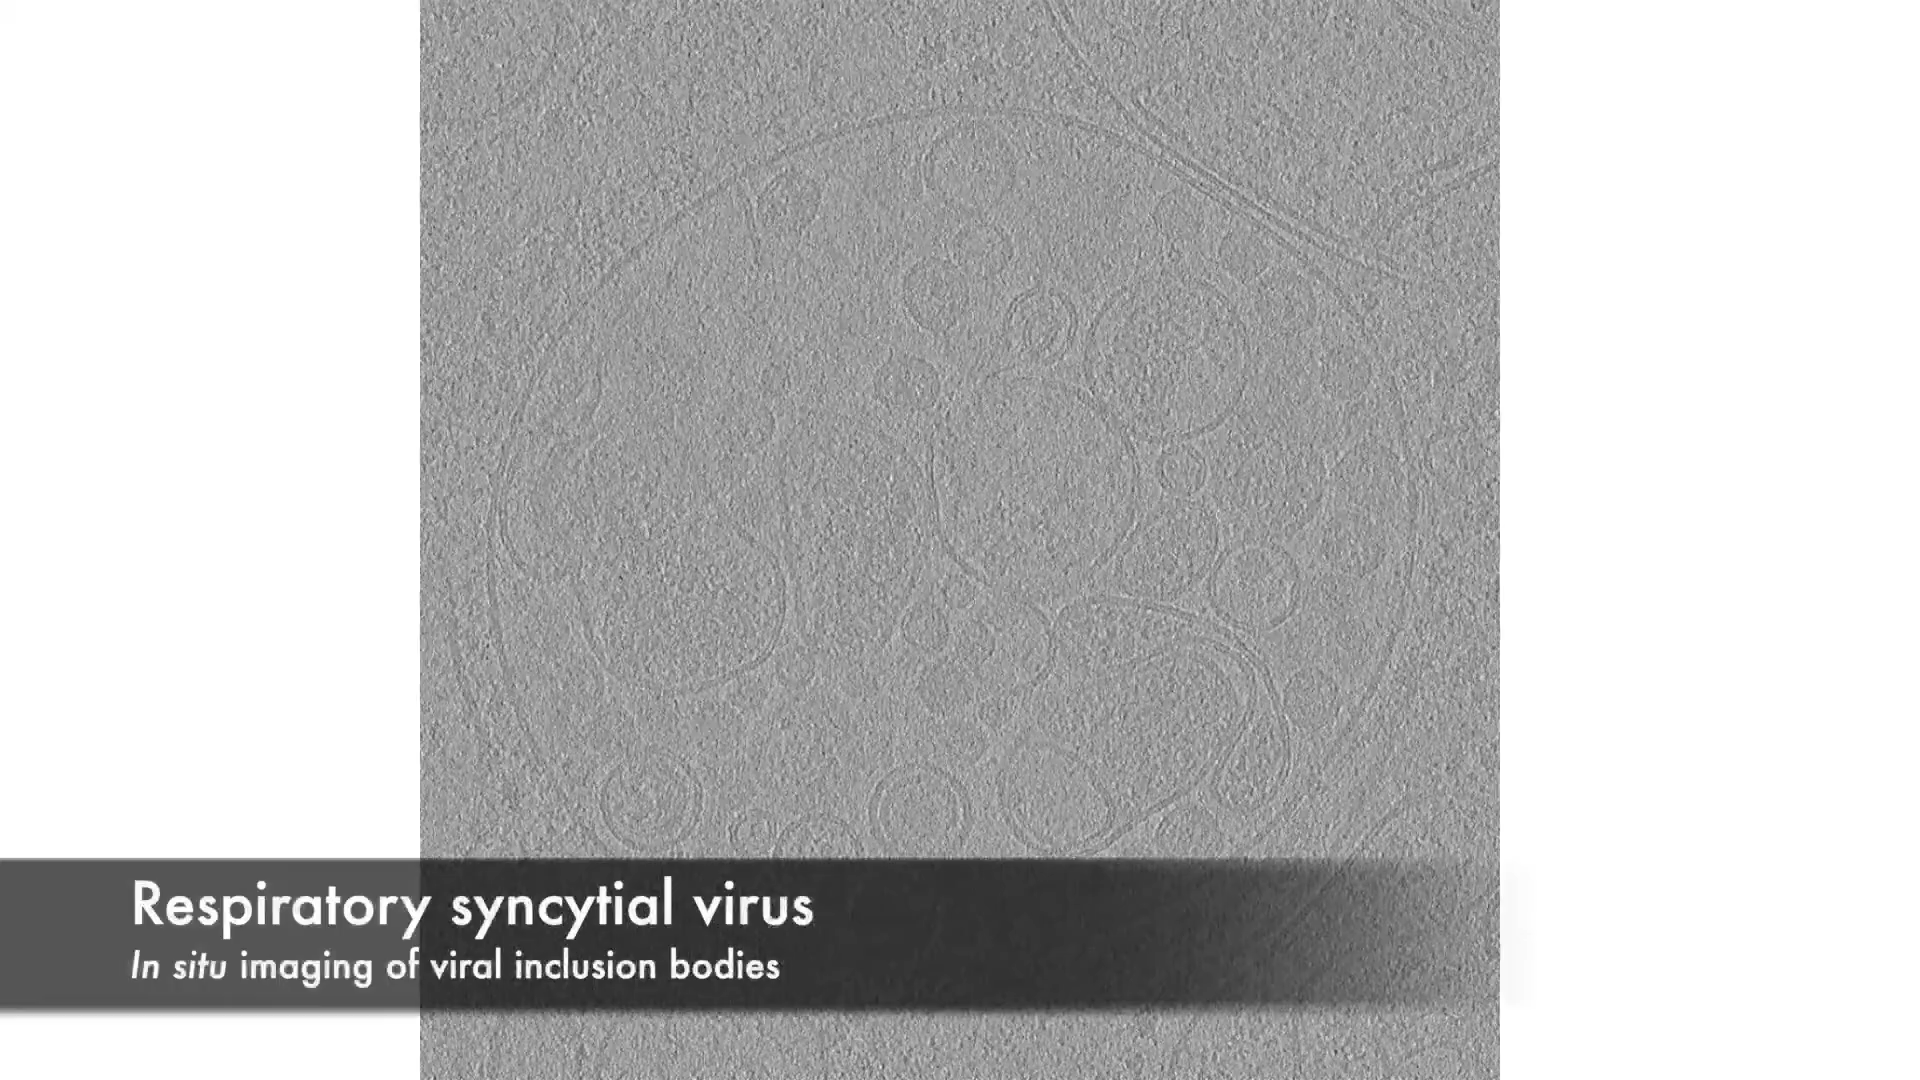 Respiratory syncytial virus
In situ imaging of viral inclusion bodies